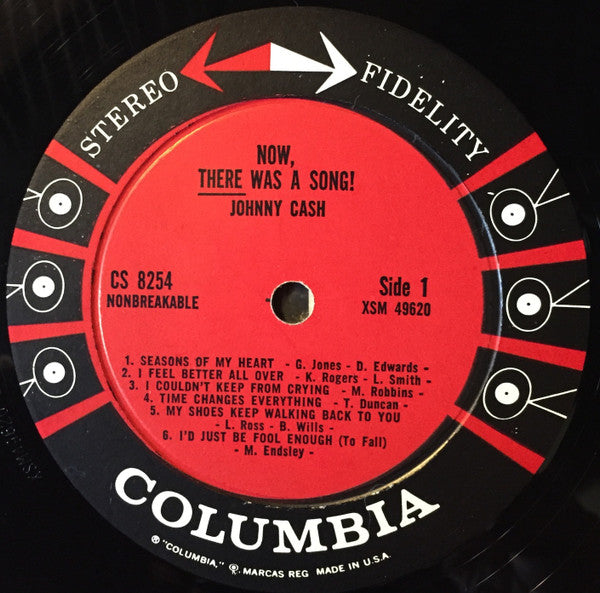 STEREO FIDELITY
NOW,
THERE WAS A SONG!
JOHNNY CASH
CS 8254
NONBREAKABLE
Side 1
XSM 49620
1. SEASONS OF MY HEART - G. Jones - D. Edwards -
2. I FEEL BETTER ALL OVER - K. Rogers - L. Smith -
3. I COULDN'T KEEP FROM CRYING - M. Robbins -
4. TIME CHANGES EVERYTHING - T. Duncan -
5. MY SHOES KEEP WALKING BACK TO YOU
- L. Ross - B. Wills -
6. I'D JUST BE FOOL ENOUGH (To Fall)
- M. Endsley -
COLUMBIA
® "COLUMBIA," ®. MARCAS REG MADE IN U.S.A.